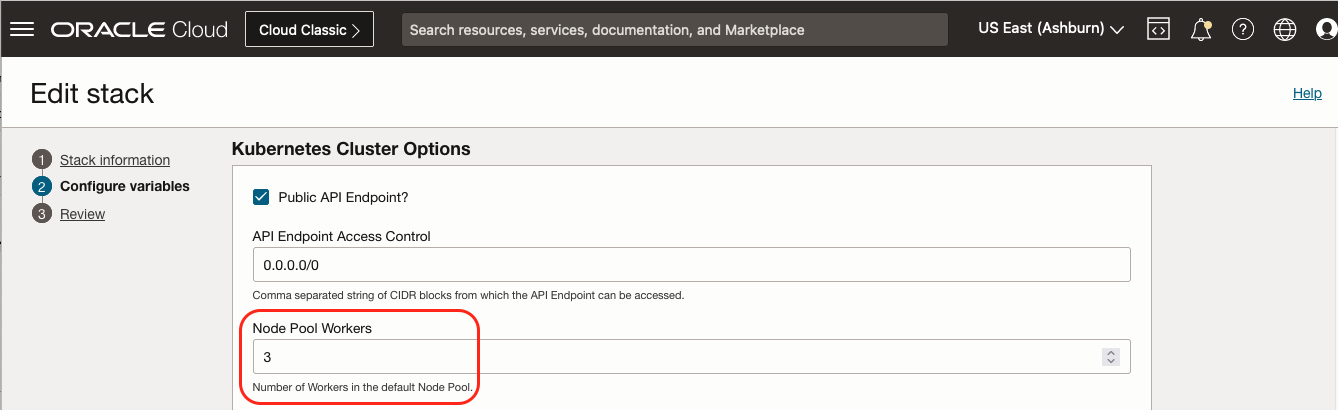 ORACLE Cloud
Cloud Classic
Search resources, services, documentation, and Marketplace
US East (Ashburn)
Edit stack
Help
1 Stack information
2 Configure variables
3 Review
Kubernetes Cluster Options
Public API Endpoint?
API Endpoint Access Control
0.0.0.0/0
Comma separated string of CIDR blocks from which the API Endpoint can be accessed.
Node Pool Workers
3
Number of Workers in the default Node Pool.